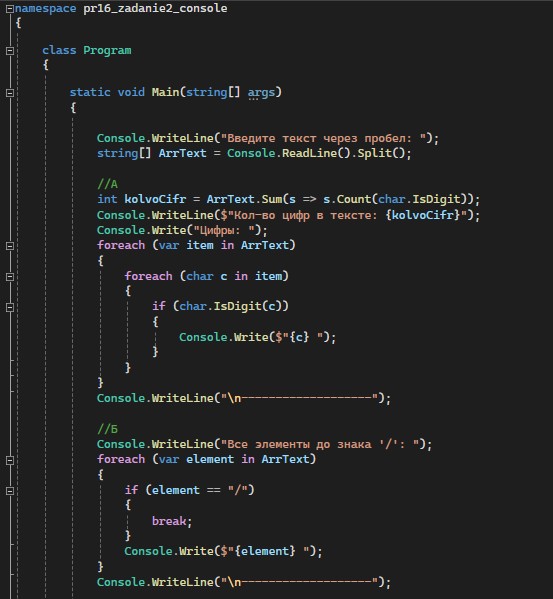 namespace pr16_zadanie2_console
{
class Program
{
static void Main(string[] args)
{
Console.WriteLine("Введите текст через пробел: ");
string[] ArrText = Console.ReadLine().Split();
//А
int kolvoCifr = ArrText.Sum(s => s.Count(char.IsDigit));
Console.WriteLine($"Кол-во цифр в тексте: {kolvoCifr}");
Console.Write("Цифры: ");
foreach (var item in ArrText)
{
foreach (char c in item)
{
if (char.IsDigit(c))
{
Console.Write($"{c} ");
}
}
}
Console.WriteLine("\n-------------------");
//Б
Console.WriteLine("Все элементы до знака '/': ");
foreach (var element in ArrText)
{
if (element == "/")
{
break;
}
Console.Write($"{element} ");
}
Console.WriteLine("\n-------------------");